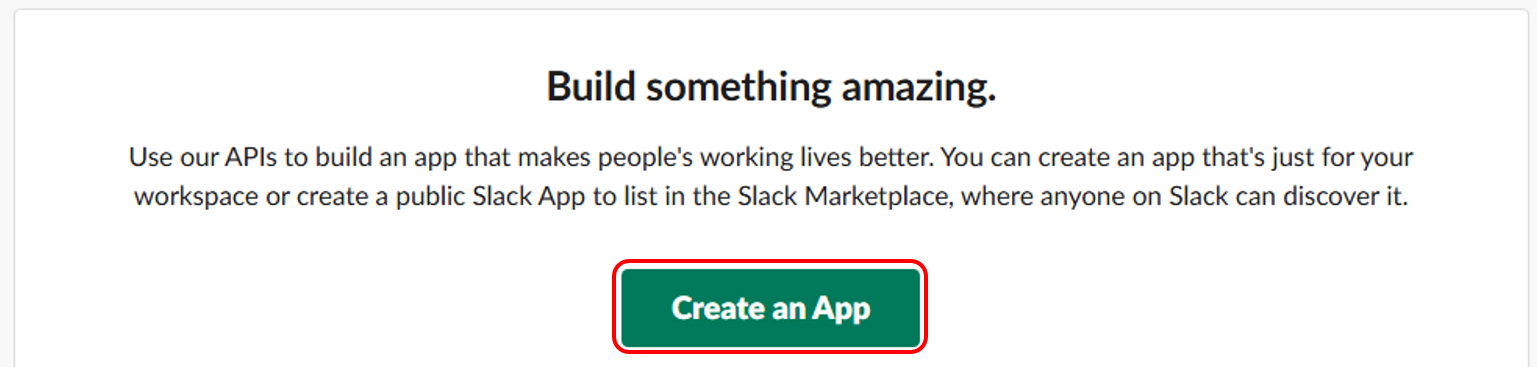 Build something amazing.
Use our APIs to build an app that makes people's working lives better. You can create an app that's just for your
workspace or create a public Slack App to list in the Slack Marketplace, where anyone on Slack can discover it.
Create an App